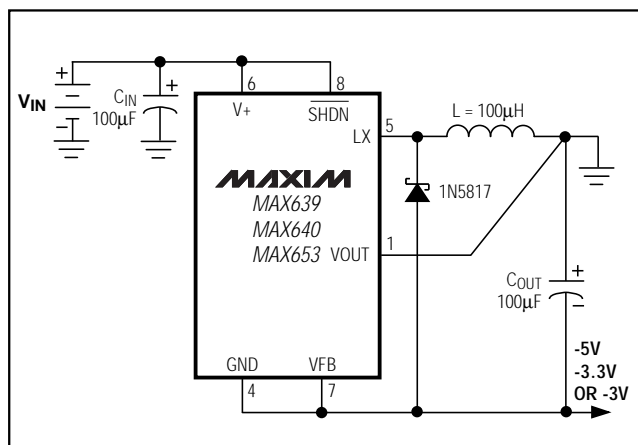 +
VIN
−
CIN
100µF
+
6
V+
8
SHDN
LX
5
L = 100µH
MAXIM
MAX639
MAX640
MAX653
1N5817
VOUT
1
COUT
100µF
+
−
GND
4
VFB
7
-5V
-3.3V
OR -3V